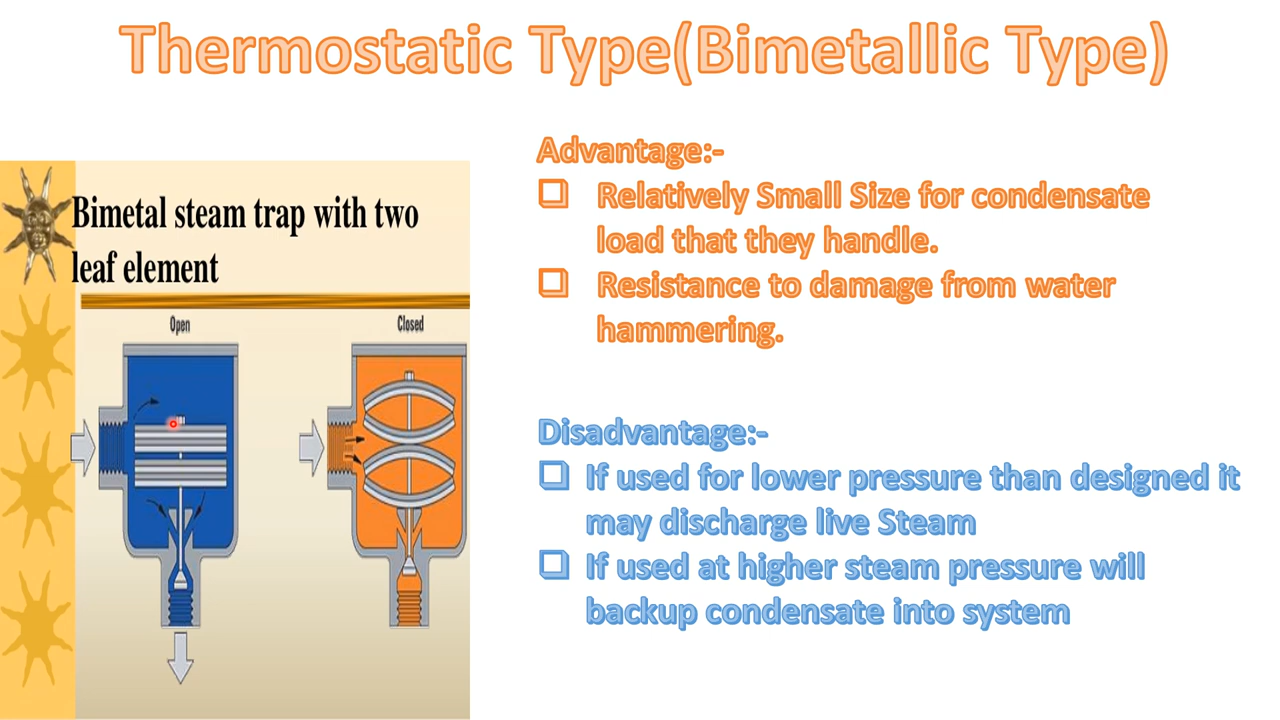 Thermostatic Type(Bimetallic Type)
Bimetal steam trap with two
leaf element
Open
Closed
Advantage:-
Relatively Small Size for condensate
load that they handle.
Resistance to damage from water
hammering.
Disadvantage:-
If used for lower pressure than designed it
may discharge live Steam
If used at higher steam pressure will
backup condensate into system